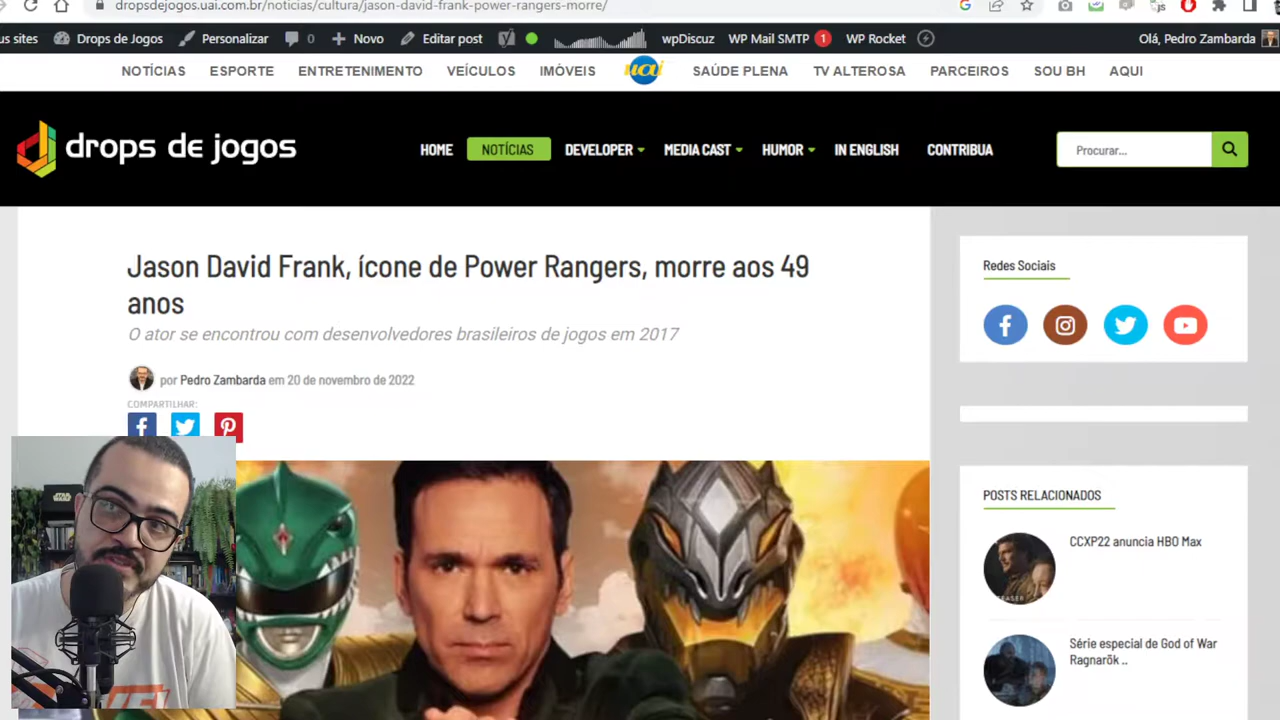 dropsdejogos.uai.com.br/noticias/cultura/jason-david-frank-power-rangers-morre/
us sites Drops de Jogos Personalizar 0 Novo Editar post wpDiscuz WP Mail SMTP 1 WP Rocket Olá, Pedro Zambarda
NOTÍCIAS ESPORTE ENTRETENIMENTO VEÍCULOS IMÓVEIS uai SAÚDE PLENA TV ALTEROSA PARCEIROS SOU BH AQUI
drops de jogos HOME NOTÍCIAS DEVELOPER MEDIA CAST HUMOR IN ENGLISH CONTRIBUA Procurar...
Jason David Frank, ícone de Power Rangers, morre aos 49
anos
O ator se encontrou com desenvolvedores brasileiros de jogos em 2017
por Pedro Zambarda em 20 de novembro de 2022
COMPARTILHAR:
Redes Sociais
POSTS RELACIONADOS
CCXP22 anuncia HBO Max
TEASER
Série especial de God of War
Ragnarök ..
STAR WARS